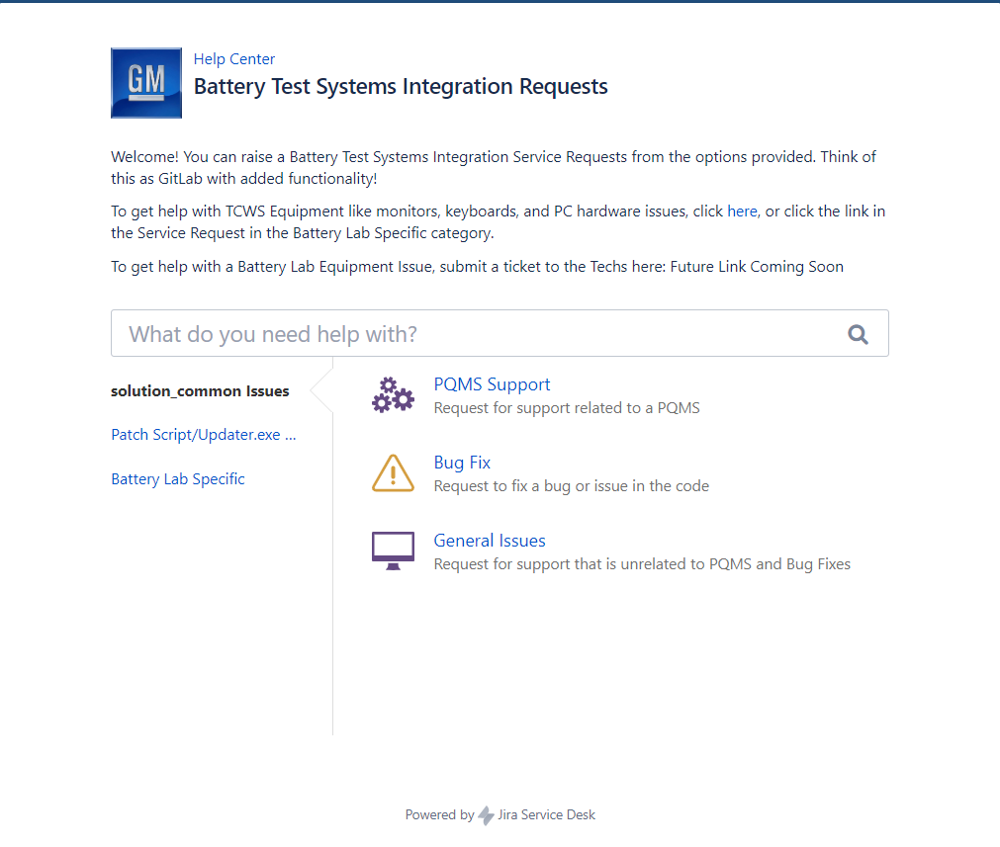 GM
Help Center
Battery Test Systems Integration Requests
Welcome! You can raise a Battery Test Systems Integration Service Requests from the options provided. Think of
this as GitLab with added functionality!
To get help with TCWS Equipment like monitors, keyboards, and PC hardware issues, click here, or click the link in
the Service Request in the Battery Lab Specific category.
To get help with a Battery Lab Equipment Issue, submit a ticket to the Techs here: Future Link Coming Soon
What do you need help with?
solution_common Issues
Patch Script/Updater.exe ...
Battery Lab Specific
PQMS Support
Request for support related to a PQMS
Bug Fix
Request to fix a bug or issue in the code
General Issues
Request for support that is unrelated to PQMS and Bug Fixes
Powered by Jira Service Desk